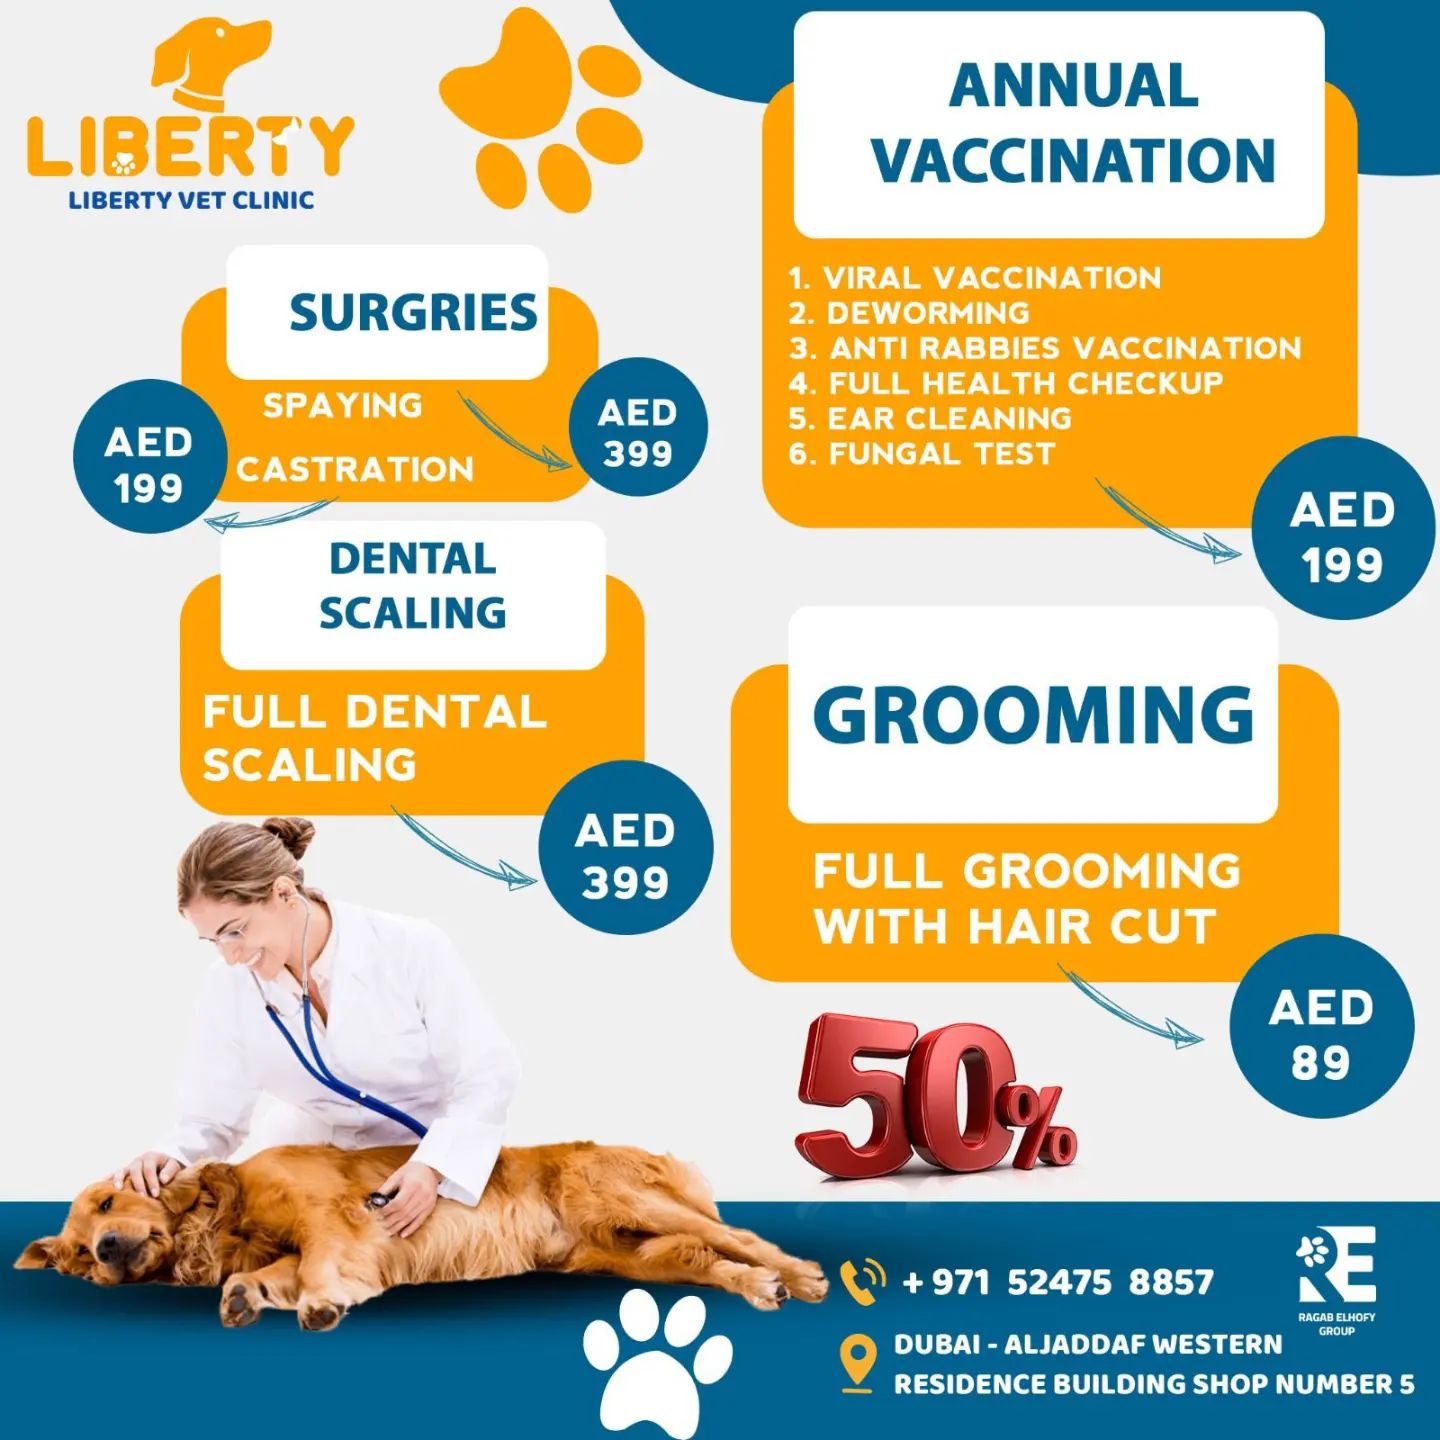 LIBERTY
LIBERTY VET CLINIC
ANNUAL
VACCINATION
1. VIRAL VACCINATION
2. DEWORMING
3. ANTI RABBIES VACCINATION
4. FULL HEALTH CHECKUP
5. EAR CLEANING
6. FUNGAL TEST
AED
199
SURGRIES
SPAYING
AED
399
CASTRATION
AED
199
DENTAL
SCALING
FULL DENTAL
SCALING
AED
399
GROOMING
FULL GROOMING
WITH HAIR CUT
AED
89
50%
+ 971 52475 8857
DUBAI - ALJADDAF WESTERN
RESIDENCE BUILDING SHOP NUMBER 5
RE
RAGAB ELHOFY
GROUP